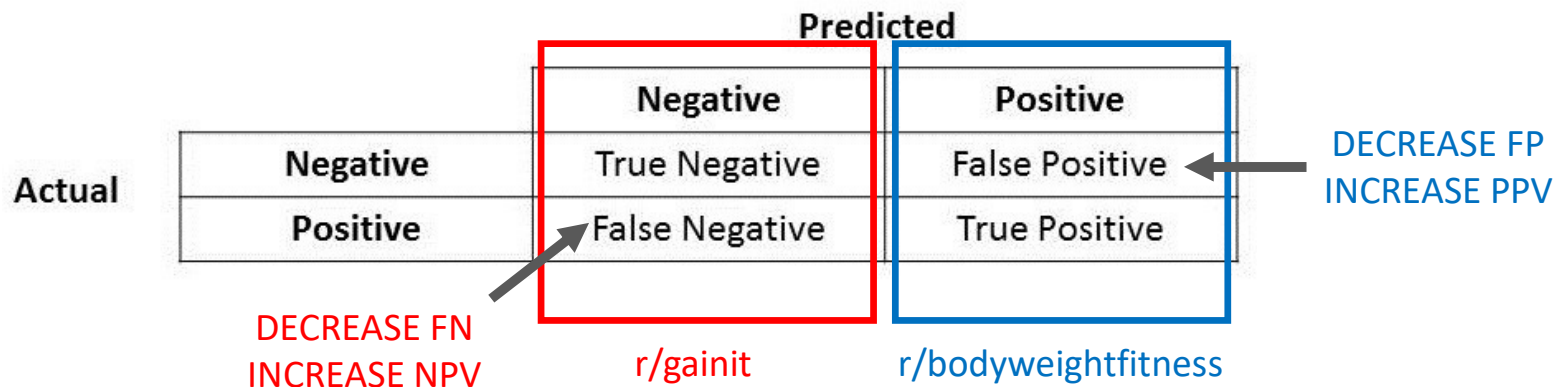 Predicted
Negative Positive
Actual
Negative True Negative False Positive
Positive False Negative True Positive
DECREASE FP
INCREASE PPV
DECREASE FN
INCREASE NPV
r/gainit r/bodyweightfitness